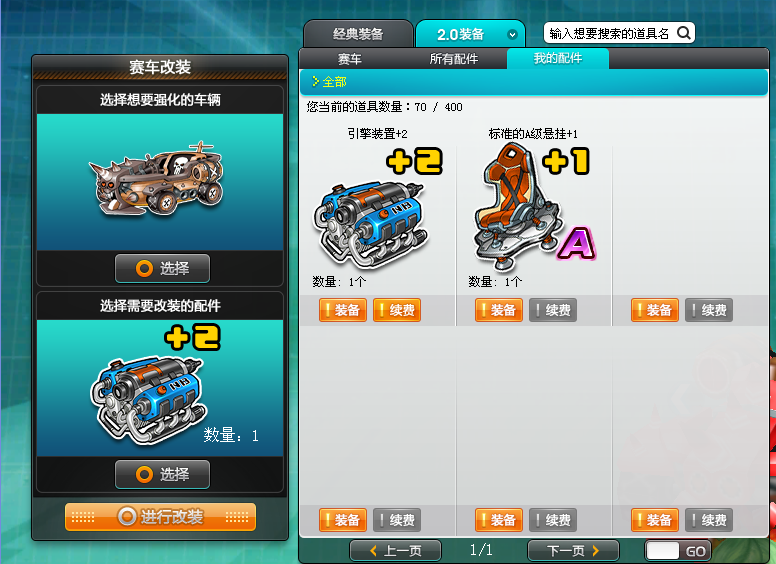 赛车改装
选择想要强化的车辆
选择
选择需要改装的配件
+2
数量：1
选择
进行改装
经典装备
2.0装备
输入想要搜索的道具名
赛车
所有配件
我的配件
全部
您当前的道具数量：70 / 400
引擎装置+2
标准的A级悬挂+1
+2
+1
A
数量：1个
数量：1个
装备
续费
装备
续费
装备
续费
装备
续费
装备
续费
装备
续费
上一页
1/1
下一页
GO